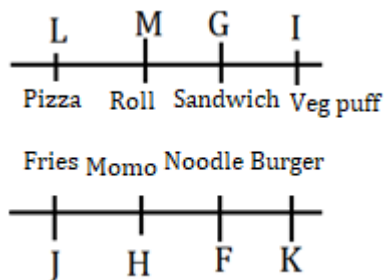 L M G I
Pizza Roll Sandwich Veg puff
Fries Momo Noodle Burger
J H F K